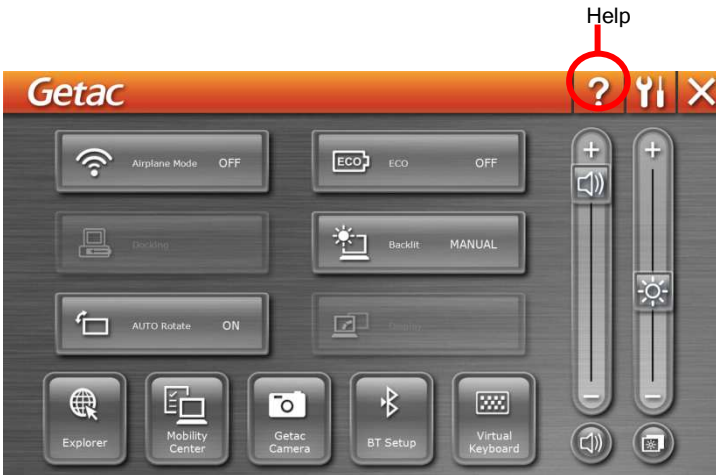 Help
Getac ?
Airplane Mode OFF
ECO ECO OFF
Docking
Backlit MANUAL
AUTO Rotate ON
Display
Explorer
Mobility
Center
Getac
Camera
BT Setup
Virtual
Keyboard